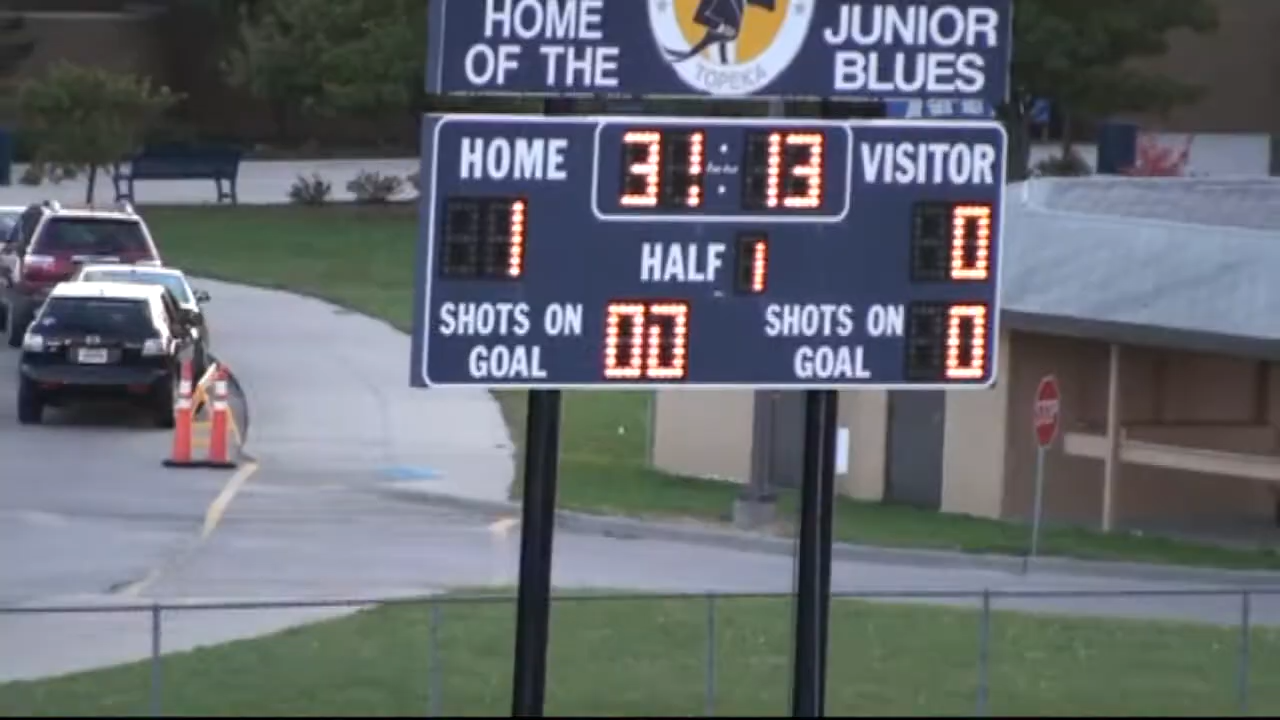 HOME
OF THE
TOPEKA
JUNIOR
BLUES
HOME 31:13 VISITOR
1 HALF 1 0
SHOTS ON
GOAL
00
SHOTS ON
GOAL
0
STOP